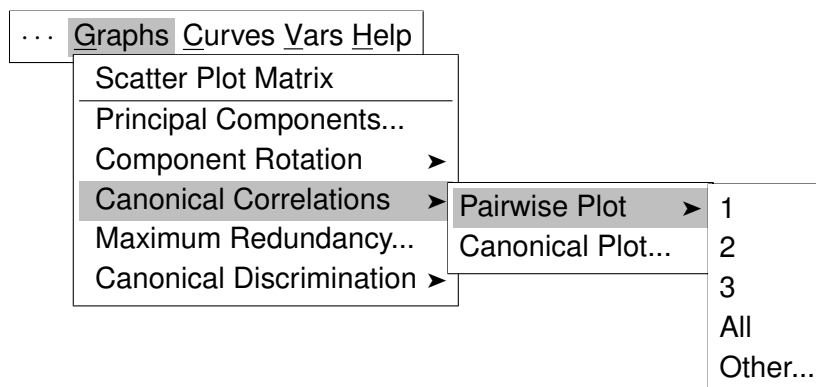 ... Graphs Curves Vars Help
Scatter Plot Matrix
Principal Components...
Component Rotation ➤
Canonical Correlations ➤
Maximum Redundancy...
Canonical Discrimination ➤
Pairwise Plot ➤
Canonical Plot...
1
2
3
All
Other...